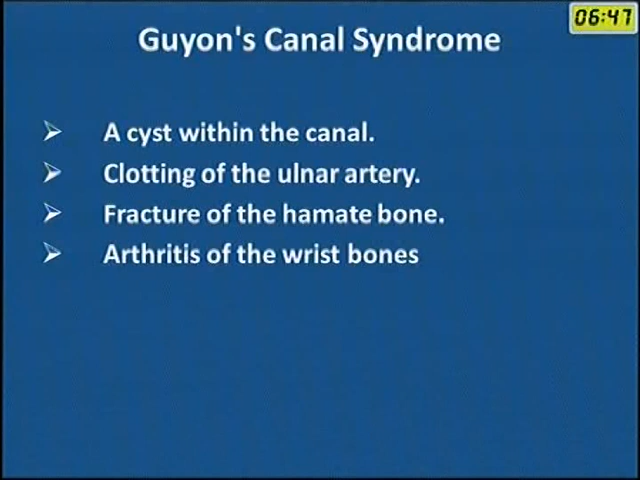 06:47
Guyon's Canal Syndrome
➢ A cyst within the canal.
➢ Clotting of the ulnar artery.
➢ Fracture of the hamate bone.
➢ Arthritis of the wrist bones